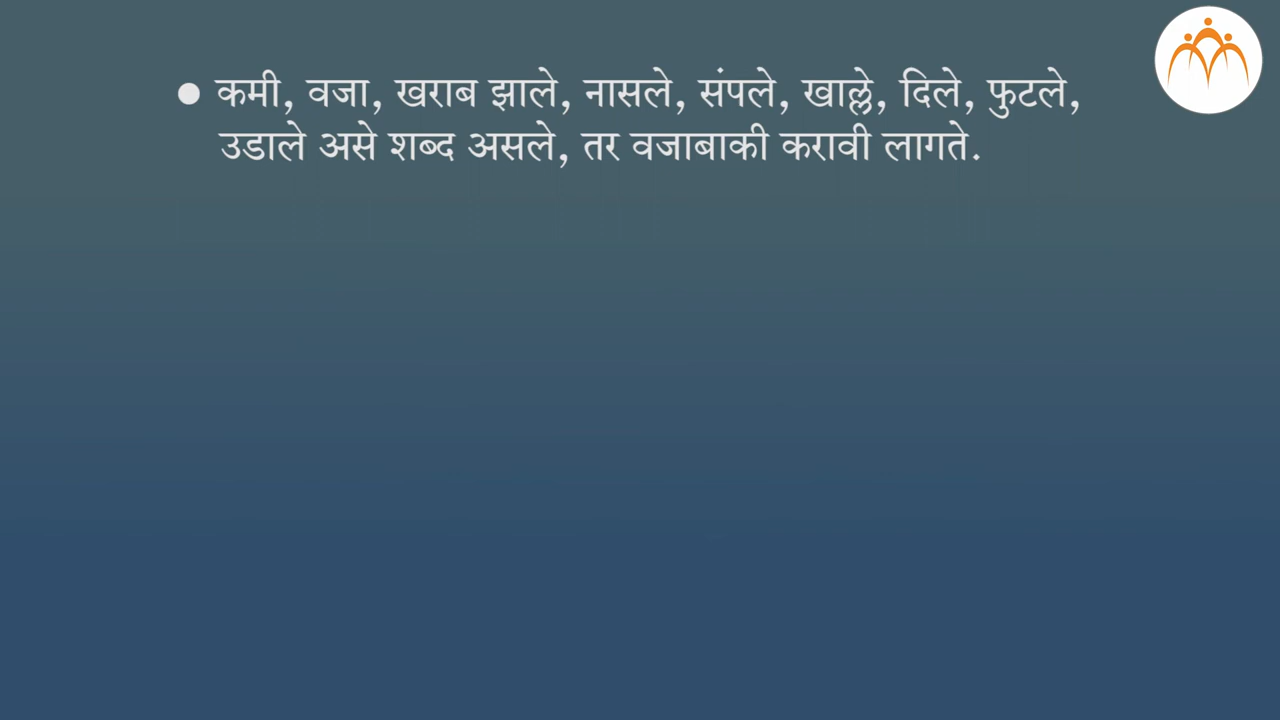 ● कमी, वजा, खराब झाले, नासले, संपले, खाल्ले, दिले, फुटले,
उडाले असे शब्द असले, तर वजाबाकी करावी लागते.